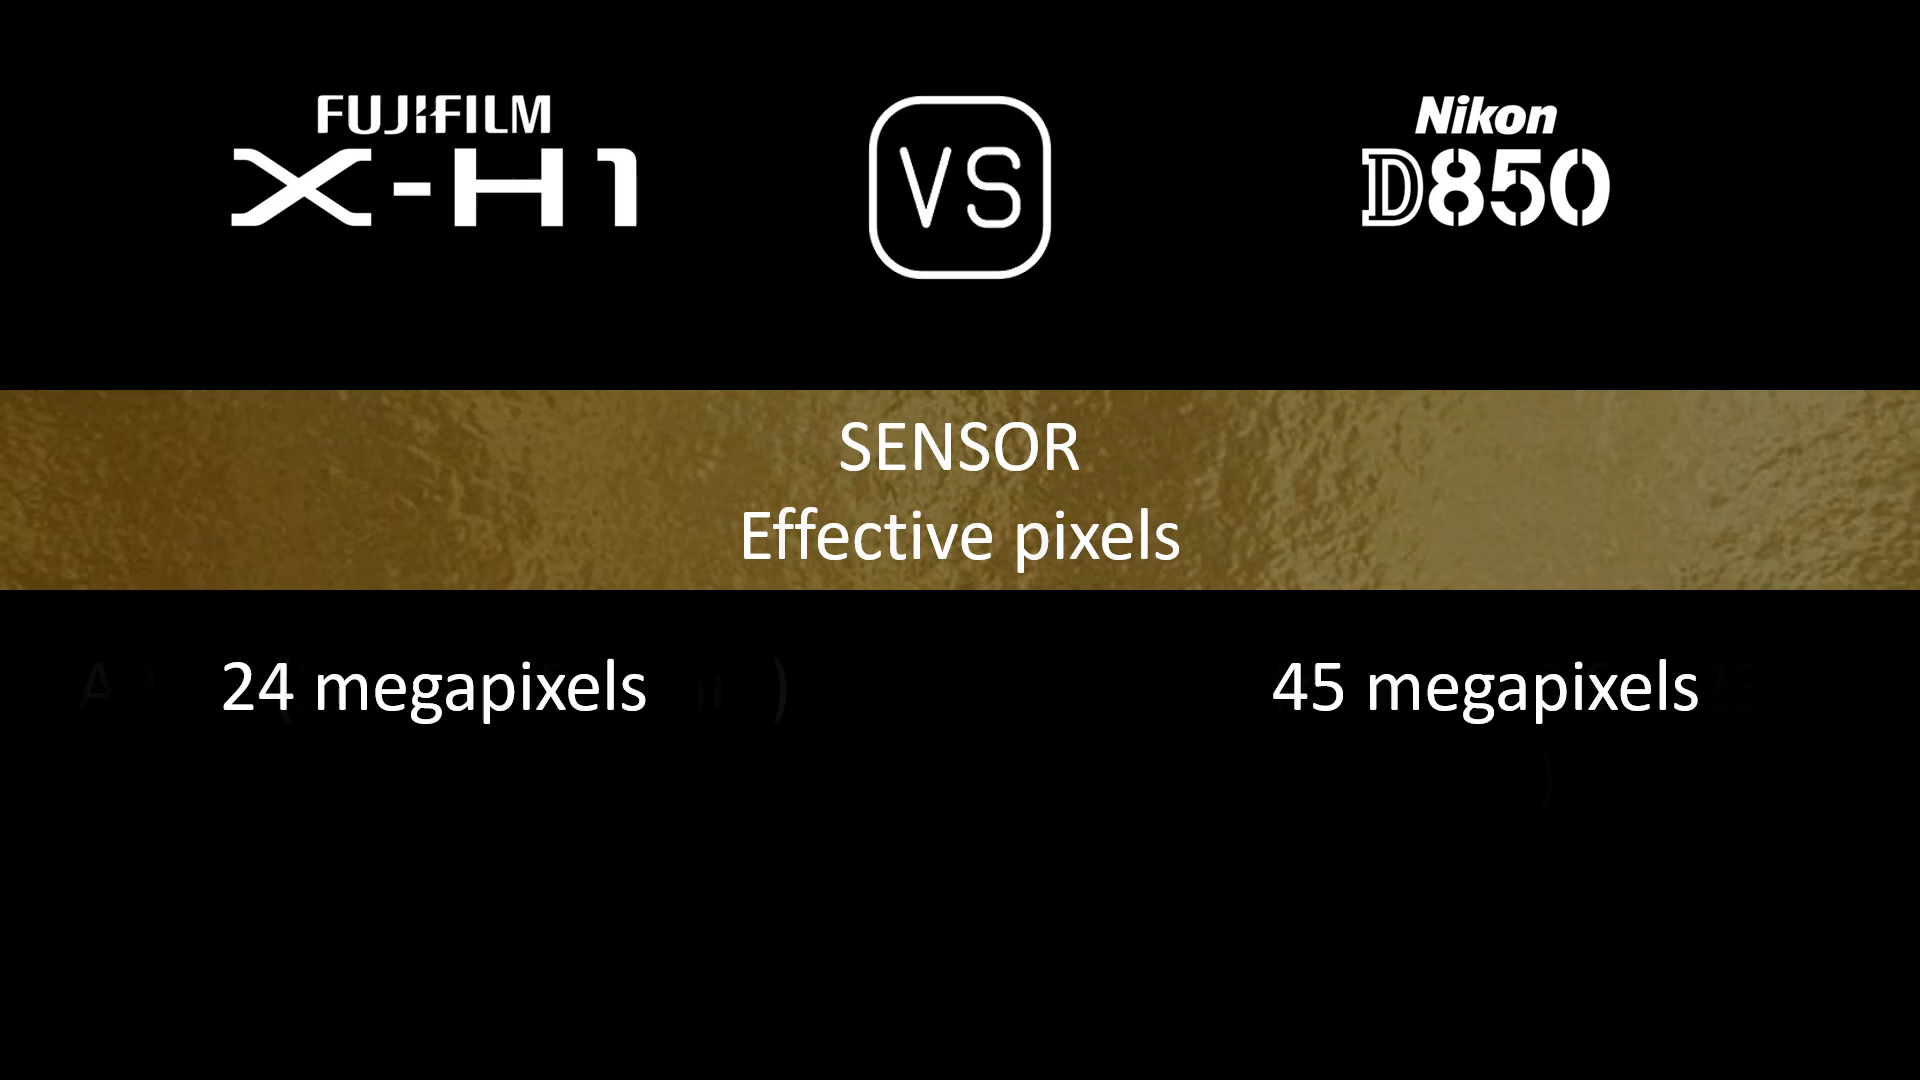 FUJIFILM
X-H1
VS
Nikon
D850
SENSOR
Effective pixels
24 megapixels
45 megapixels